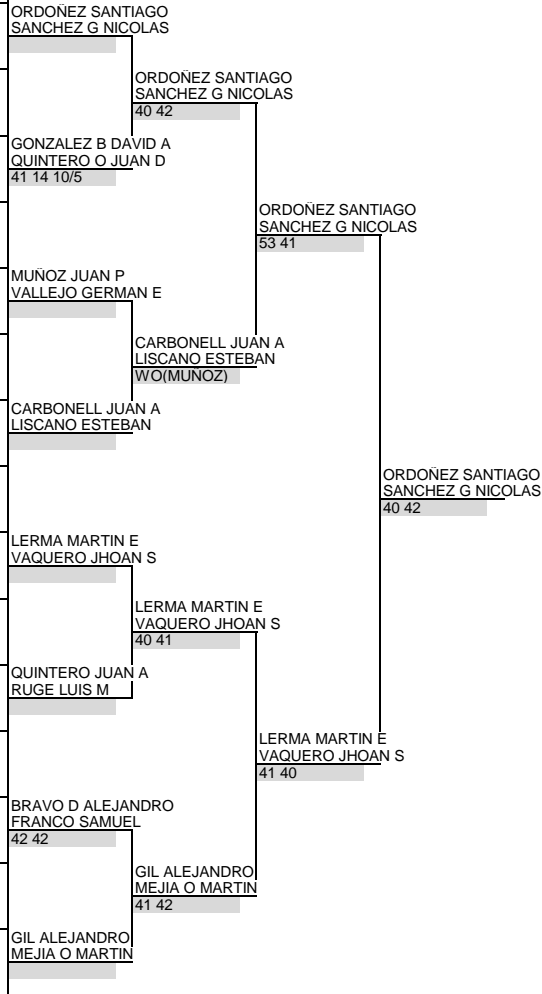 ORDOÑEZ SANTIAGO
SANCHEZ G NICOLAS
ORDOÑEZ SANTIAGO
SANCHEZ G NICOLAS
40 42
GONZALEZ B DAVID A
QUINTERO O JUAN D
41 14 10/5
ORDOÑEZ SANTIAGO
SANCHEZ G NICOLAS
53 41
MUÑOZ JUAN P
VALLEJO GERMAN E
CARBONELL JUAN A
LISCANO ESTEBAN
WO(MUÑOZ)
CARBONELL JUAN A
LISCANO ESTEBAN
ORDOÑEZ SANTIAGO
SANCHEZ G NICOLAS
40 42
LERMA MARTIN E
VAQUERO JHOAN S
LERMA MARTIN E
VAQUERO JHOAN S
40 41
QUINTERO JUAN A
RUGE LUIS M
LERMA MARTIN E
VAQUERO JHOAN S
41 40
BRAVO D ALEJANDRO
FRANCO SAMUEL
42 42
GIL ALEJANDRO
MEJIA O MARTIN
41 42
GIL ALEJANDRO
MEJIA O MARTIN